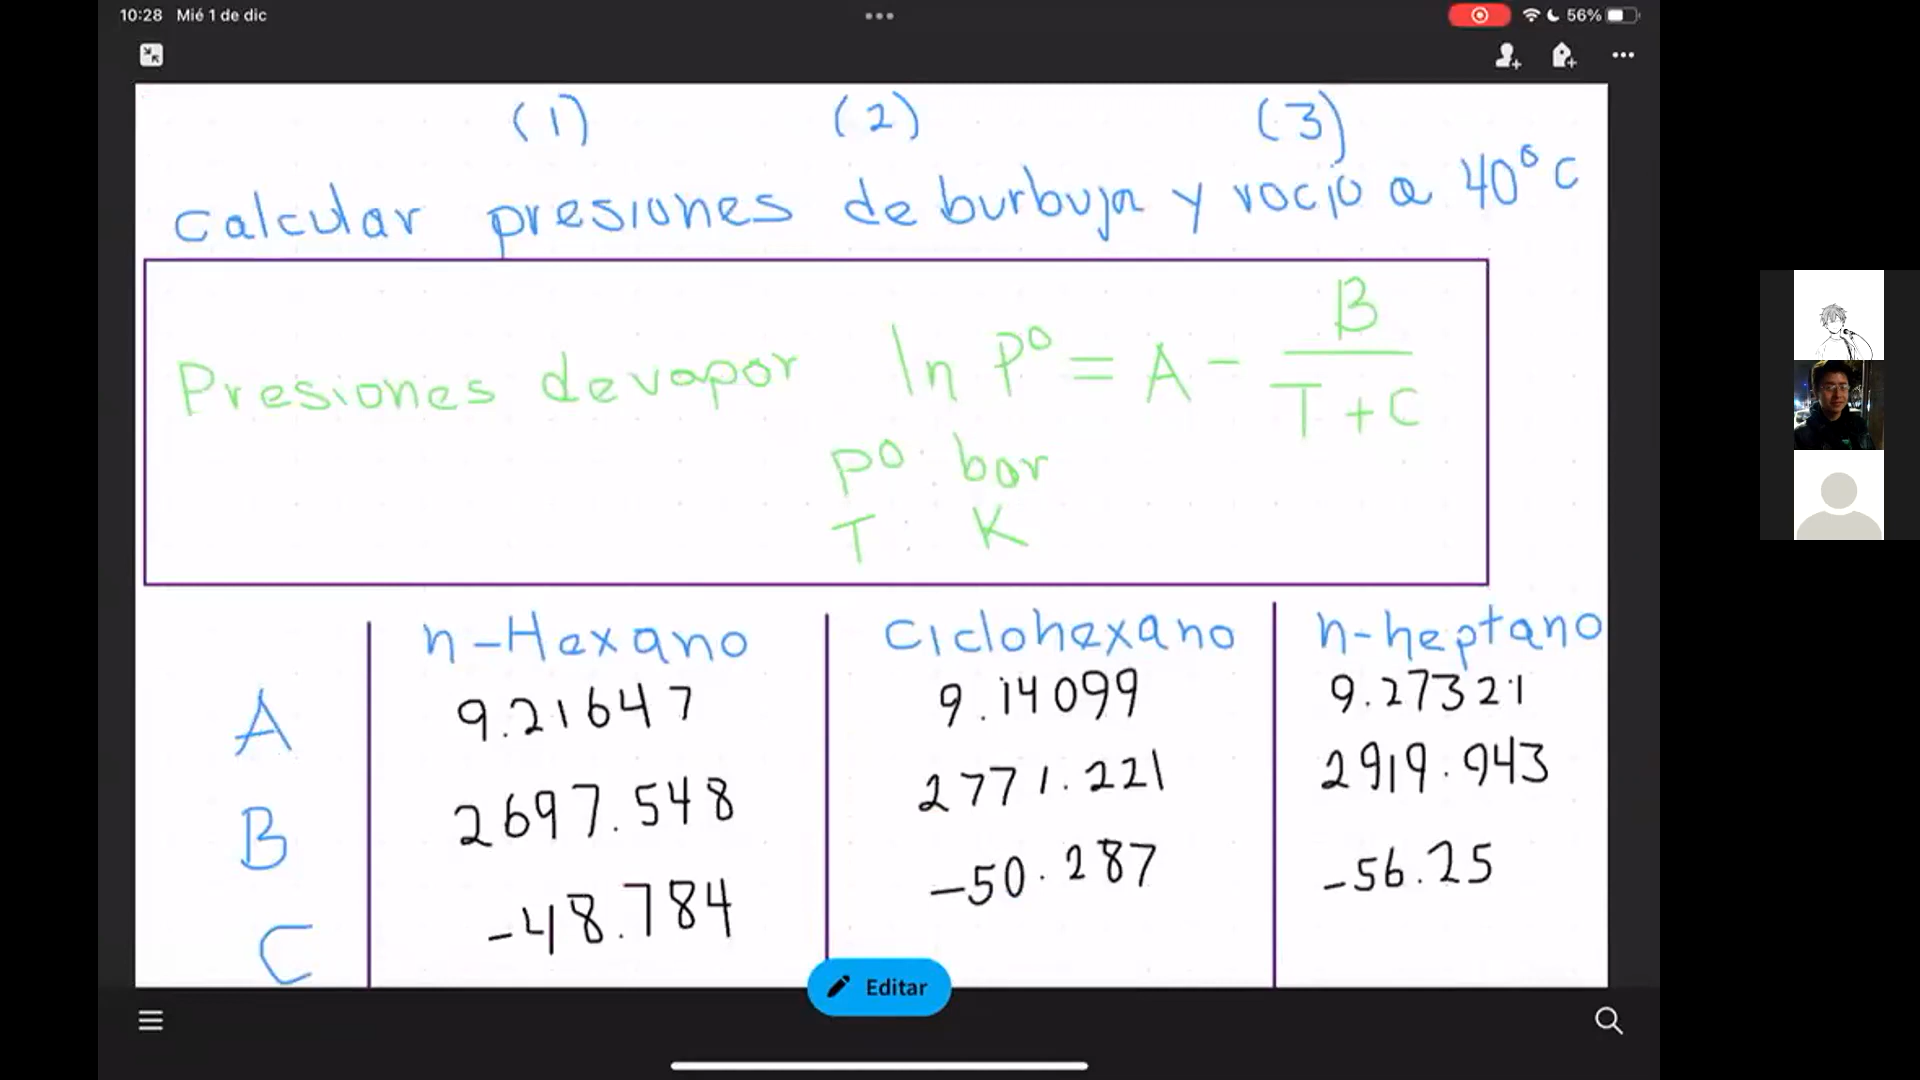 10:28 Mié 1 de dic
56%
(1) (2) (3)
Calcular presiones de burbuja y rocio a 40° C
Presiones de vapor ln P° = A - B / T + C
P° : bar
T : K
n-Hexano Ciclohexano n-heptano
A 9.21647 9.14099 9.27321
B 2697.548 2771.221 2919.943
C -48.784 -50.287 -56.25
Editar